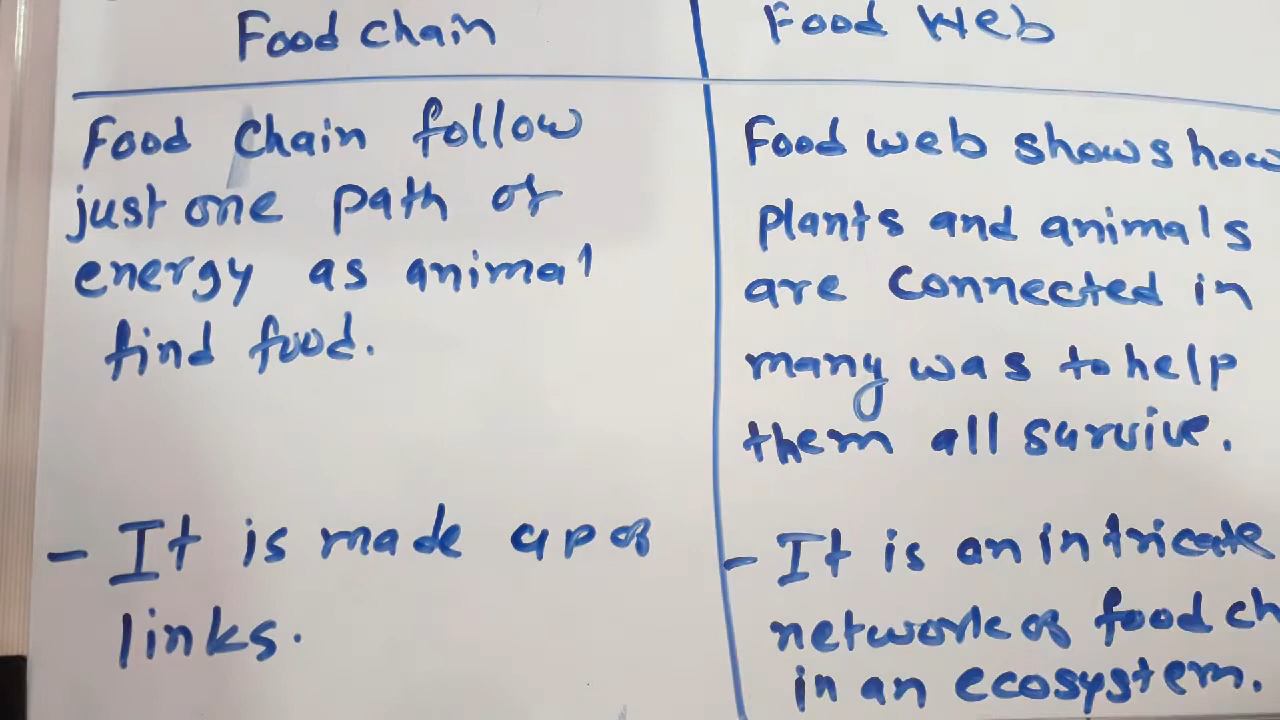 Food chain
Food chain follow
just one path of
energy as animal
find food.
- It is made up of
links.
Food Web
Food web shows how
plants and animals
are connected in
many was to help
them all survive.
- It is an intricate
network of food ch
in an ecosystem.